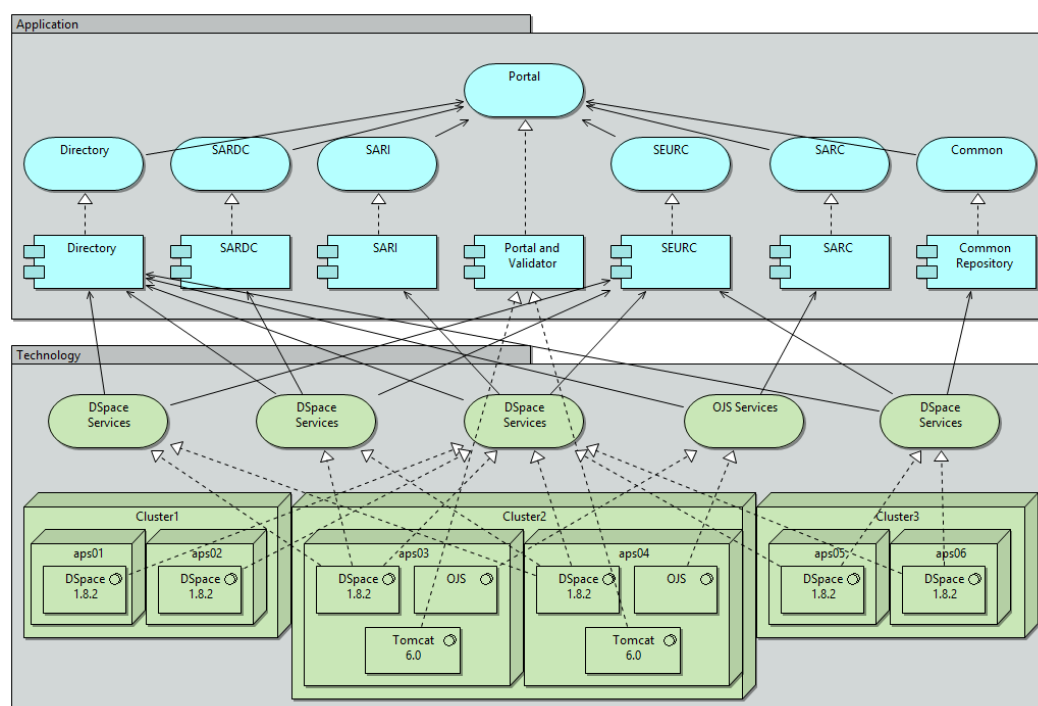 Application
Portal
Directory
SARDC
SARI
SEURC
SARC
Common
Directory
SARDC
SARI
Portal and
Validator
SEURC
SARC
Common
Repository
Technology
DSpace
Services
DSpace
Services
DSpace
Services
OJS Services
DSpace
Services
Cluster1
Cluster2
Cluster3
aps01
aps02
aps03
aps04
aps05
aps06
DSpace
1.8.2
DSpace
1.8.2
DSpace
1.8.2
OJS
DSpace
1.8.2
OJS
DSpace
1.8.2
DSpace
1.8.2
Tomcat
6.0
Tomcat
6.0